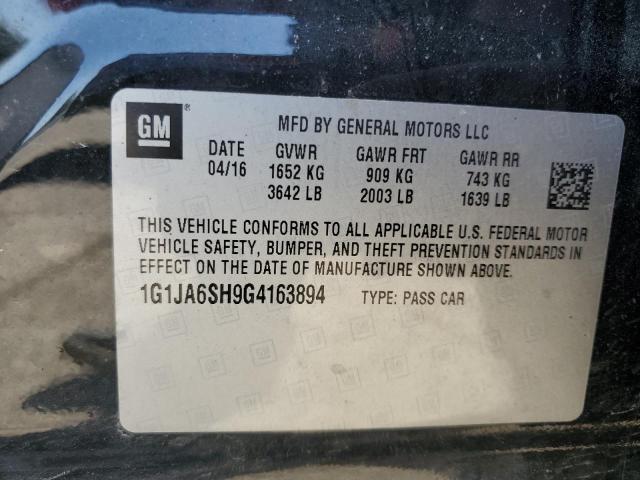 GM ®
MFD BY GENERAL MOTORS LLC
DATE GVWR GAWR FRT GAWR RR
04/16 1652 KG 909 KG 743 KG
3642 LB 2003 LB 1639 LB
THIS VEHICLE CONFORMS TO ALL APPLICABLE U.S. FEDERAL MOTOR
VEHICLE SAFETY, BUMPER, AND THEFT PREVENTION STANDARDS IN
EFFECT ON THE DATE OF MANUFACTURE SHOWN ABOVE.
1G1JA6SH9G4163894 TYPE: PASS CAR